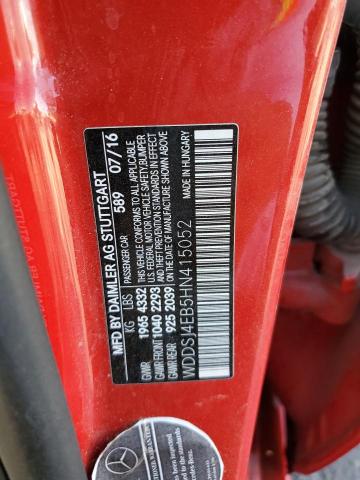 MFD BY DAIMLER AG STUTTGART
589 07/16
KG LBS PASSENGER CAR
GVWR 1965 4332 THIS VEHICLE CONFORMS TO ALL APPLICABLE
U.S. FEDERAL MOTOR VEHICLE SAFETY, BUMPER
GAWR FRONT 1040 2293 AND THEFT PREVENTION STANDARDS IN EFFECT
GAWR REAR 925 2039 ON THE DATE OF MANUFACTURE SHOWN ABOVE.
WDDSJ4EB5HN415052
MADE IN HUNGARY